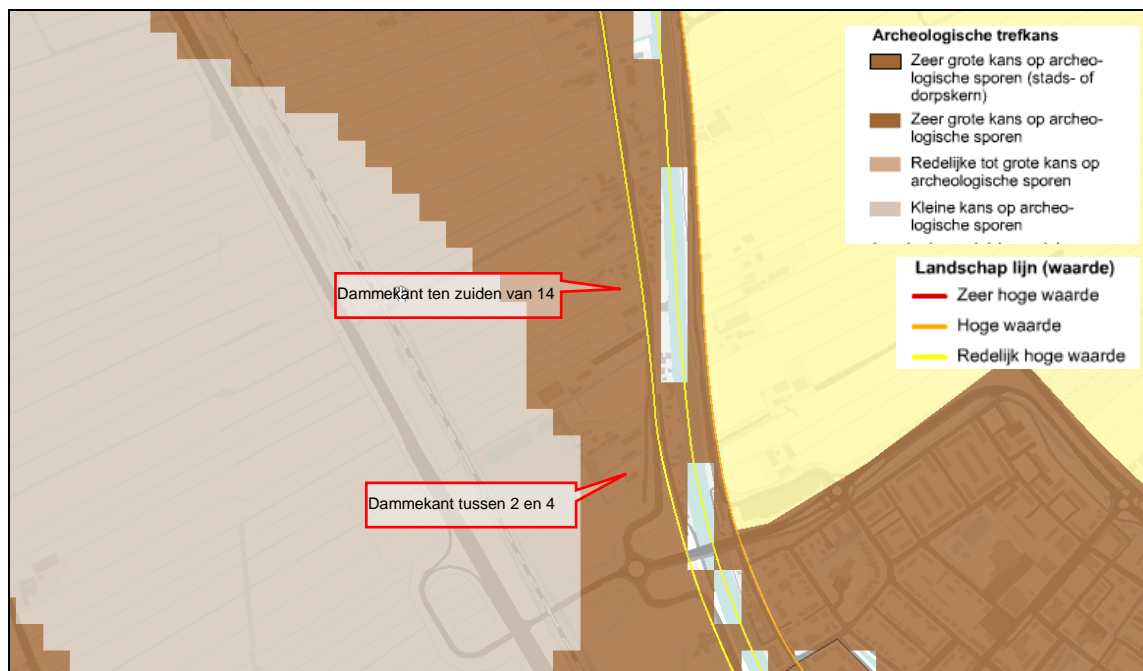 Archeologische trefkans
Zeer grote kans op archeo-
logische sporen (stads- of
dorpskern)
Zeer grote kans op archeo-
logische sporen
Redelijke tot grote kans op
archeologische sporen
Kleine kans op archeo-
logische sporen
Landschap lijn (waarde)
Zeer hoge waarde
Hoge waarde
Redelijk hoge waarde
Dammekant ten zuiden van 14
Dammekant tussen 2 en 4